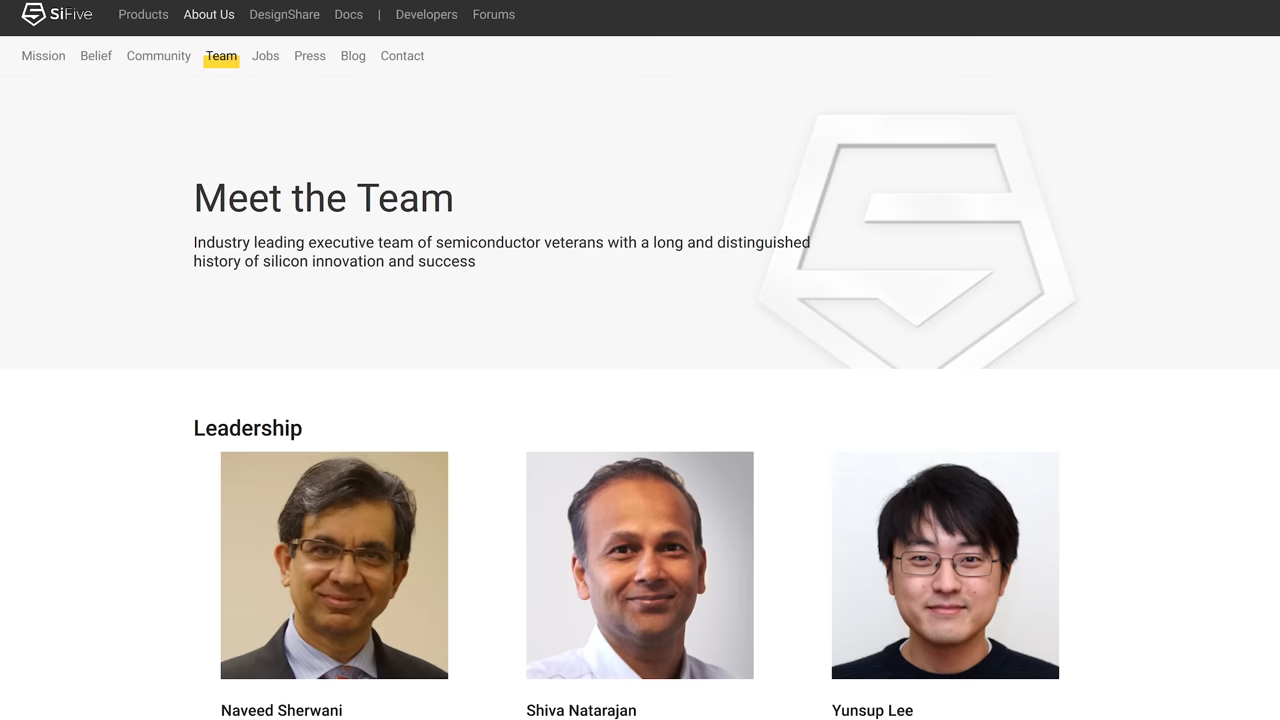 SiFive Products About Us DesignShare Docs | Developers Forums
Mission Belief Community Team Jobs Press Blog Contact
Meet the Team
Industry leading executive team of semiconductor veterans with a long and distinguished
history of silicon innovation and success
Leadership
Naveed Sherwani Shiva Natarajan Yunsup Lee